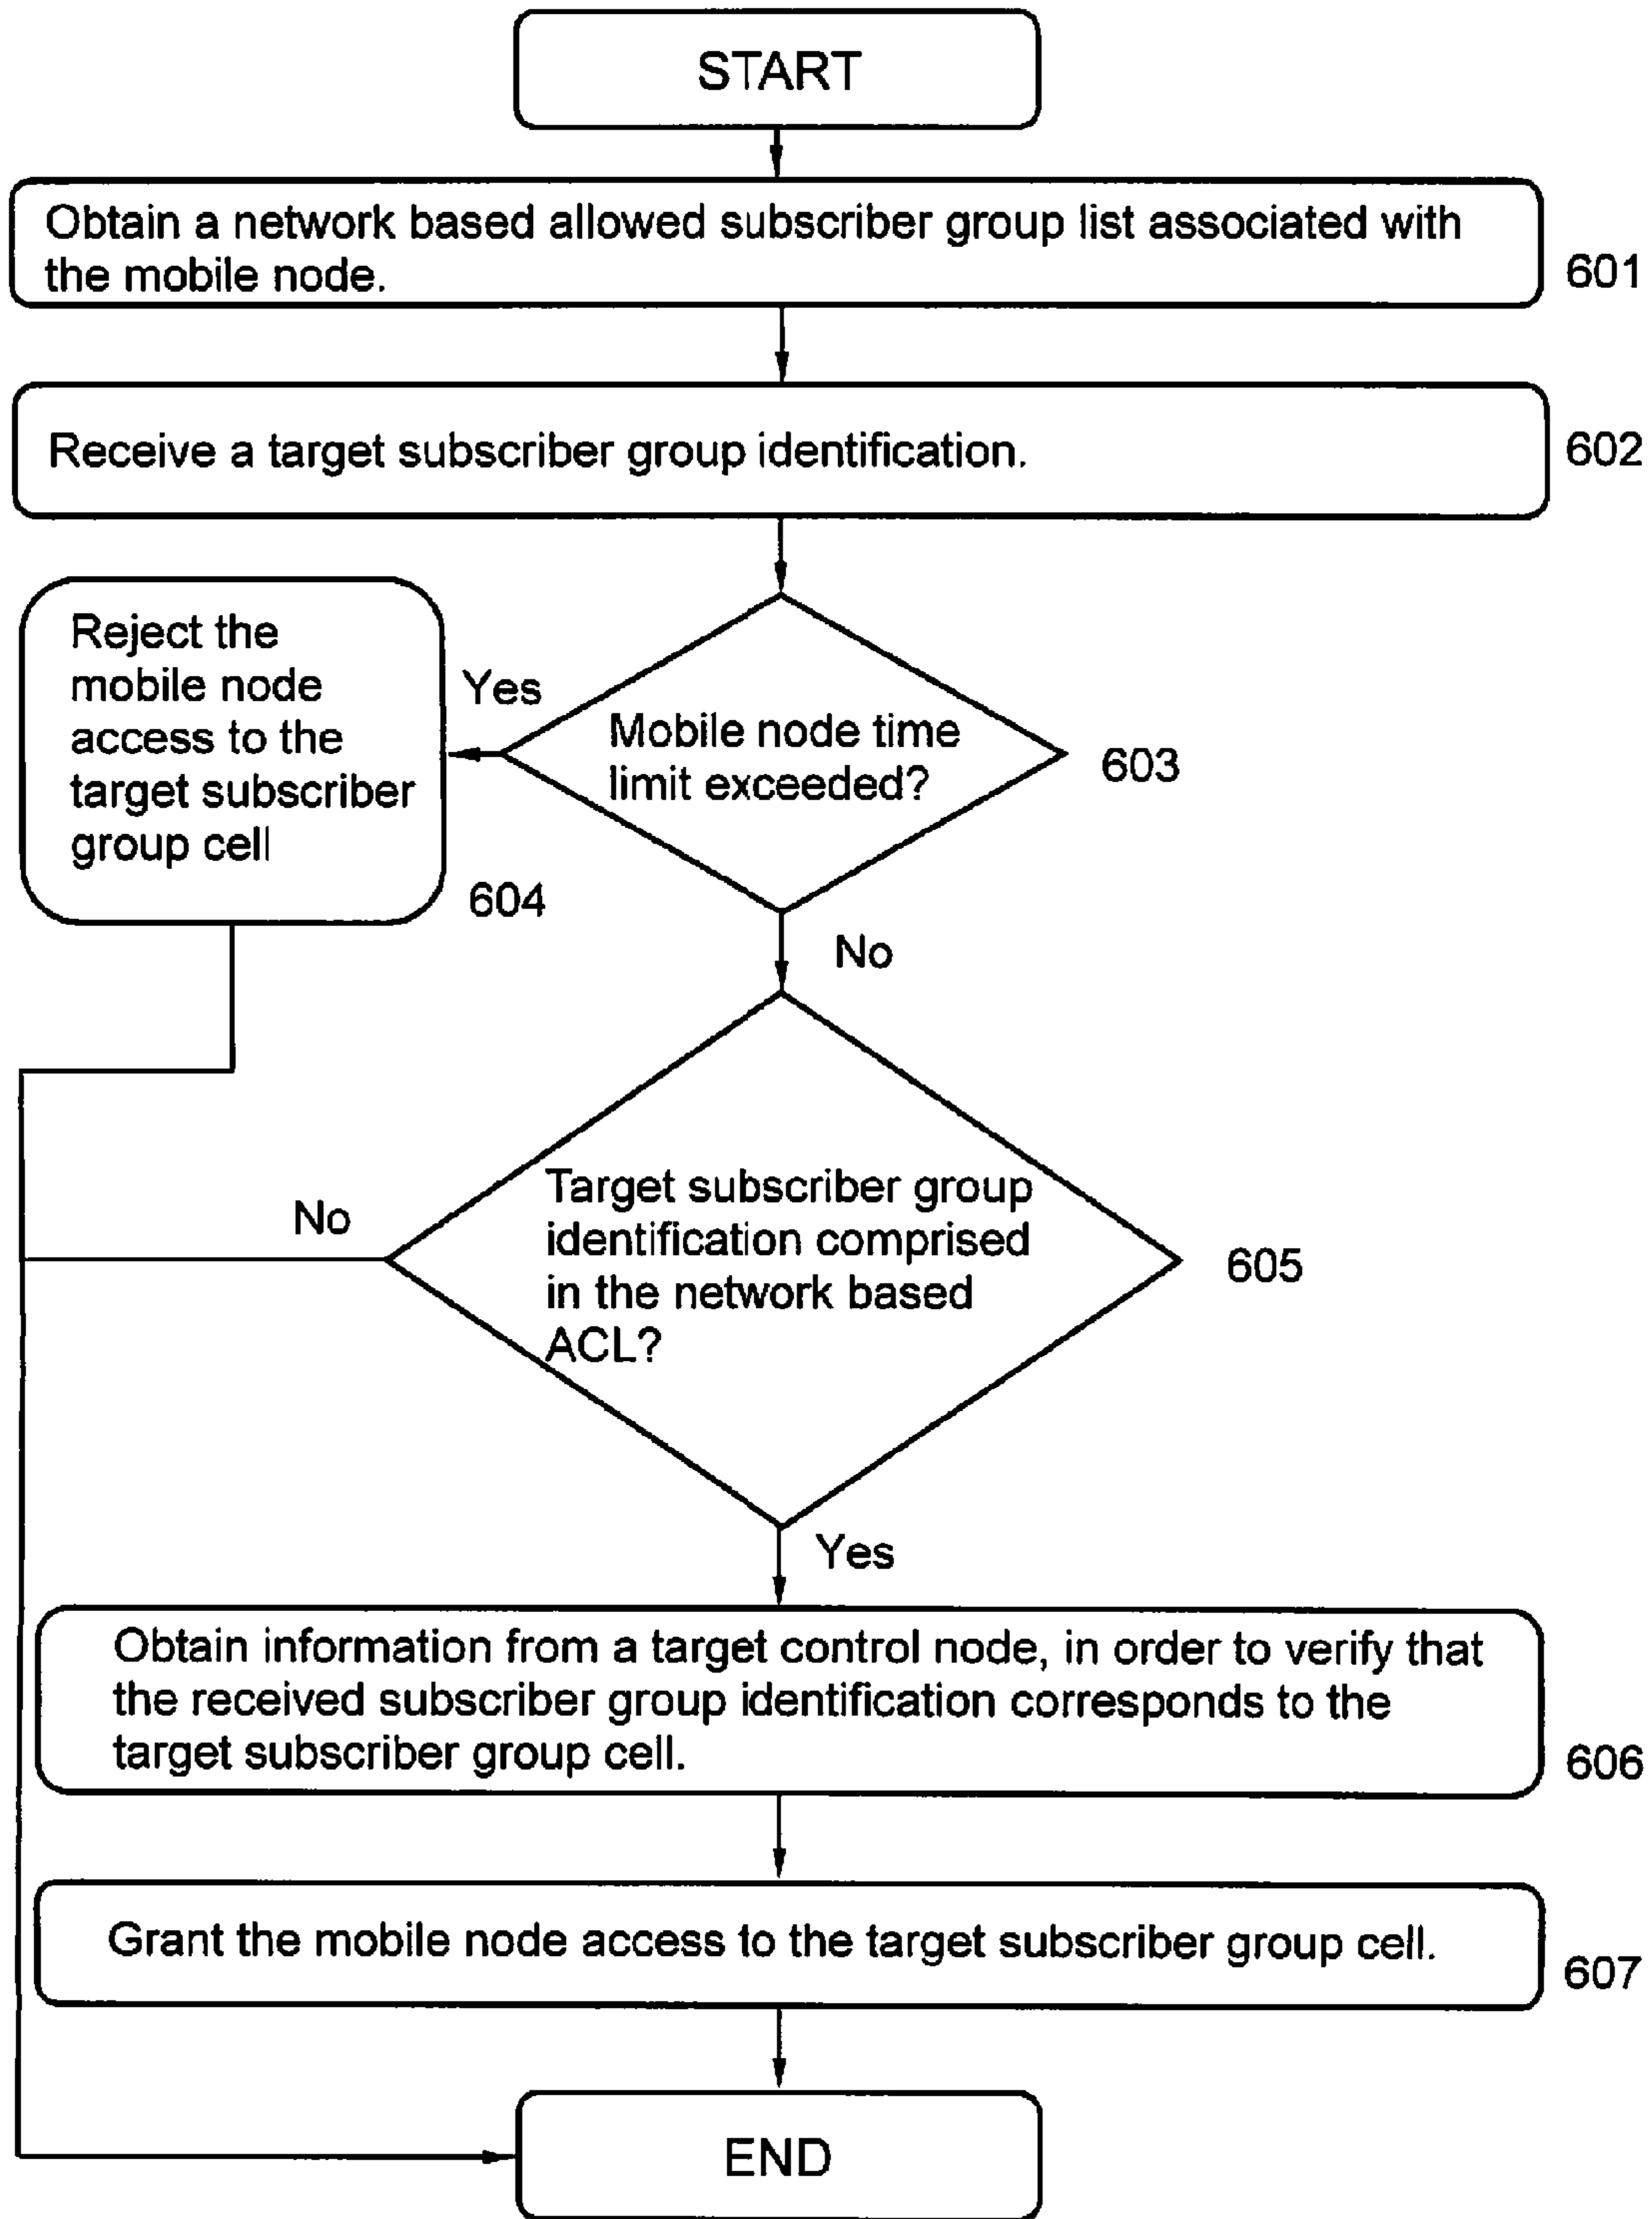 START
Obtain a network based allowed subscriber group list associated with
the mobile node.
601
Receive a target subscriber group identification.
602
Reject the
mobile node
access to the
target subscriber
group cell
604
Yes
Mobile node time
limit exceeded?
603
No
Target subscriber group
identification comprised
in the network based
ACL?
605
No
Yes
Obtain information from a target control node, in order to verify that
the received subscriber group identification corresponds to the
target subscriber group cell.
606
Grant the mobile node access to the target subscriber group cell.
607
END